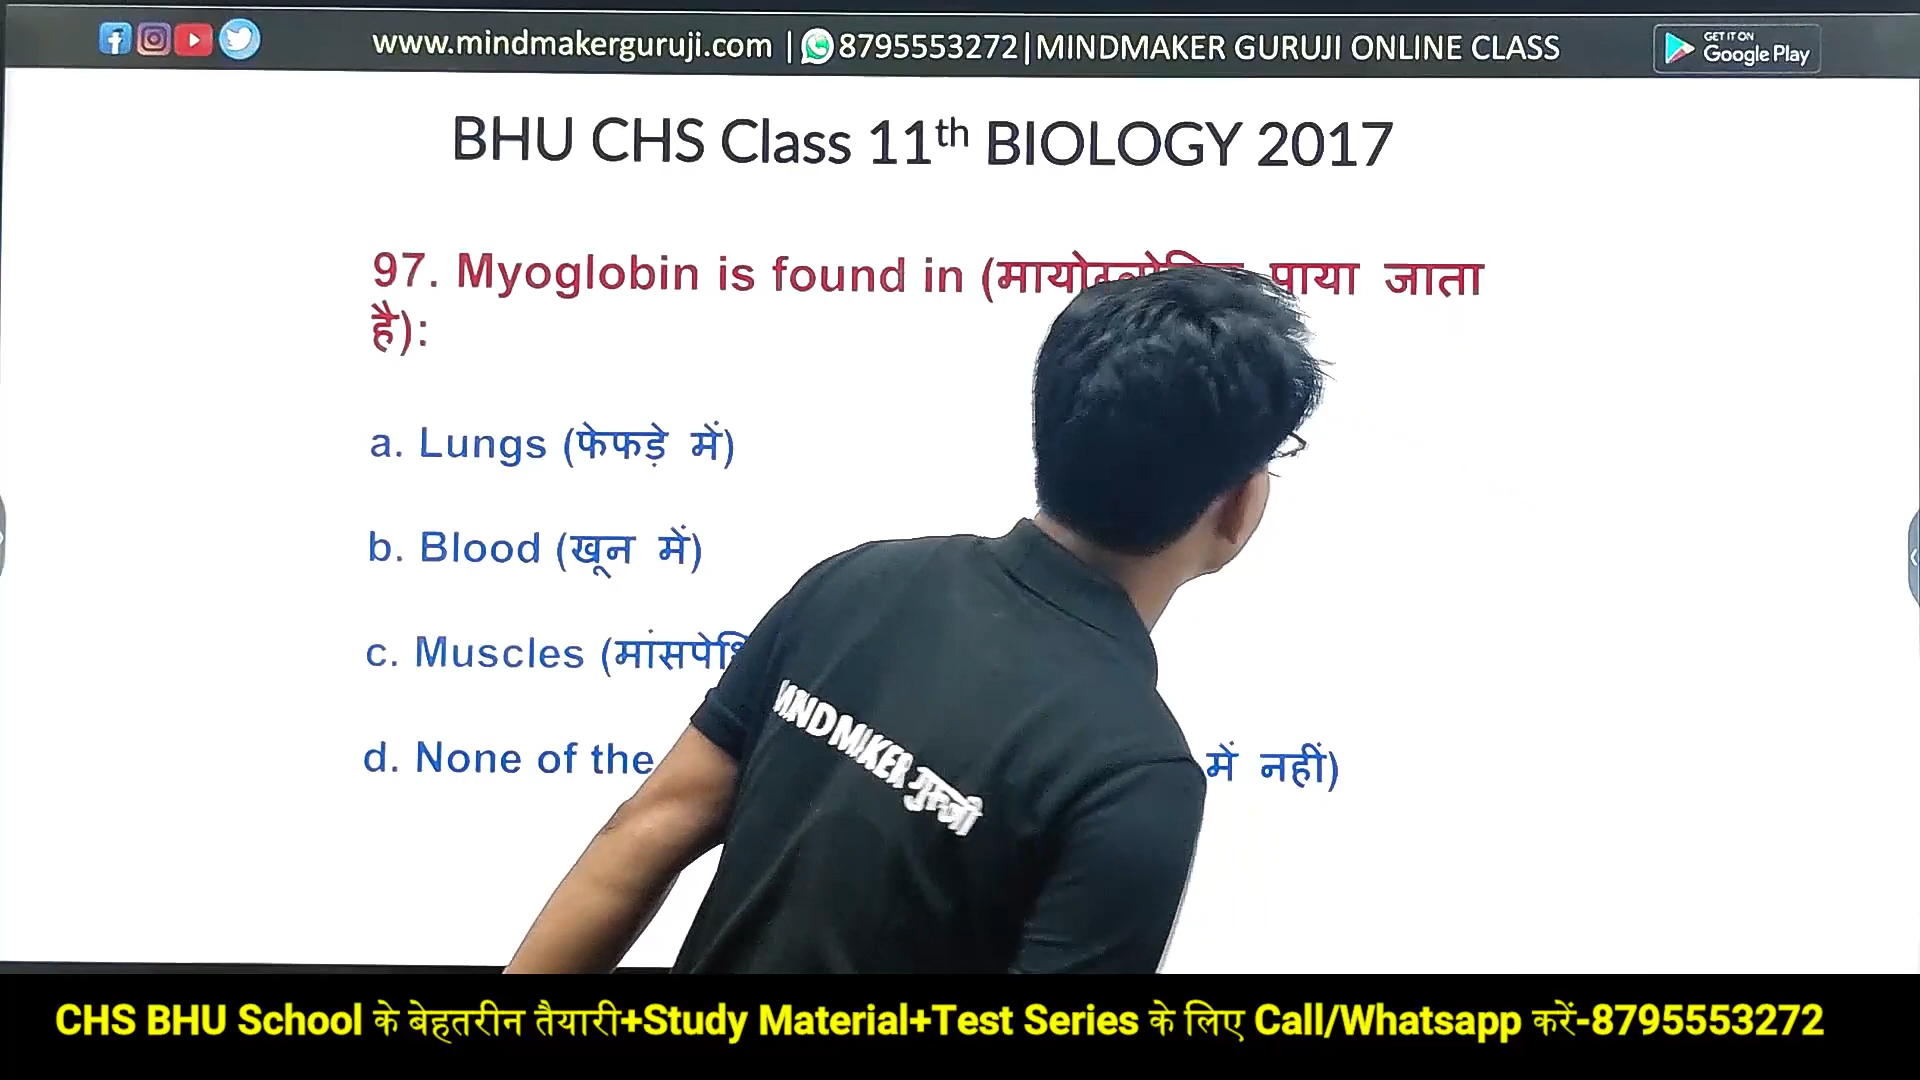 www.mindmakerguruji.com | 8795553272|MINDMAKER GURUJI ONLINE CLASS
GET IT ON
Google Play
BHU CHS Class 11th BIOLOGY 2017
97. Myoglobin is found in ( पाया जाता
है):
a. Lungs (फेफड़े में)
b. Blood (खून में)
c. Muscles (
d. None of the में नहीं)
MIND MAKER गुरुजी
CHS BHU School के बेहतरीन तैयारी+Study Material+Test Series के लिए Call/Whatsapp करें-8795553272